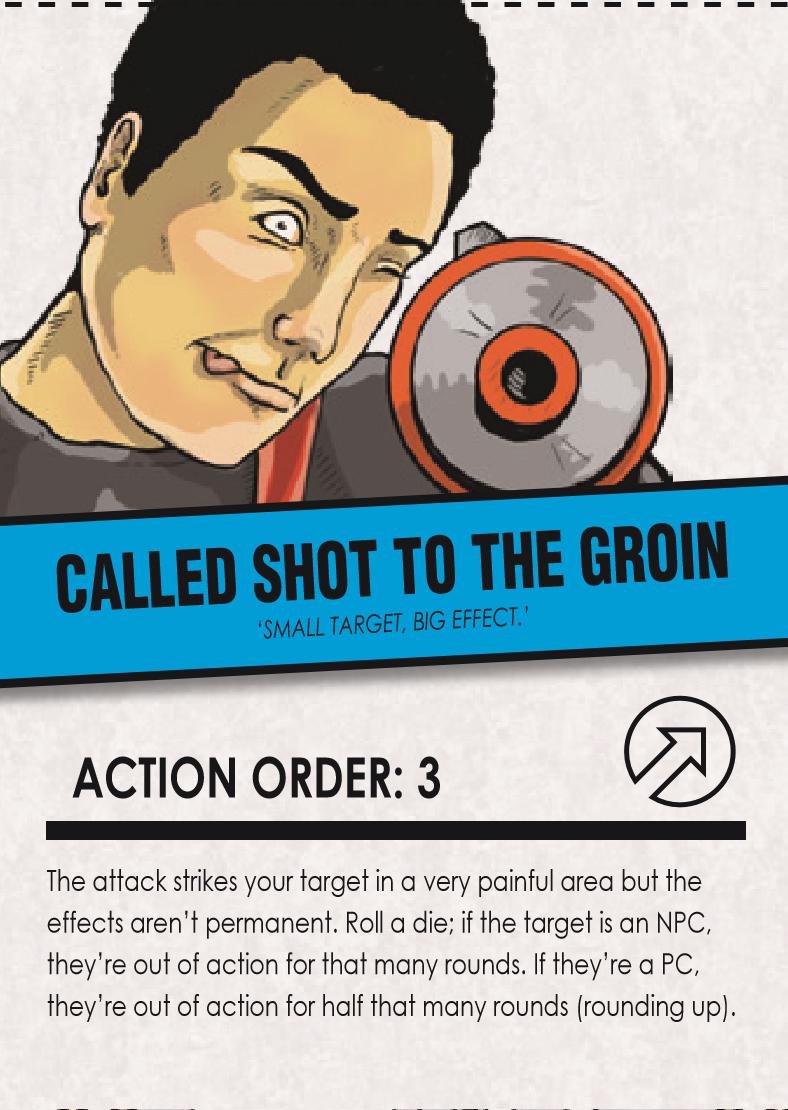 CALLED SHOT TO THE GROIN
‘SMALL TARGET, BIG EFFECT.’
ACTION ORDER: 3
The attack strikes your target in a very painful area but the
effects aren’t permanent. Roll a die; if the target is an NPC,
they’re out of action for that many rounds. If they’re a PC,
they’re out of action for half that many rounds (rounding up).